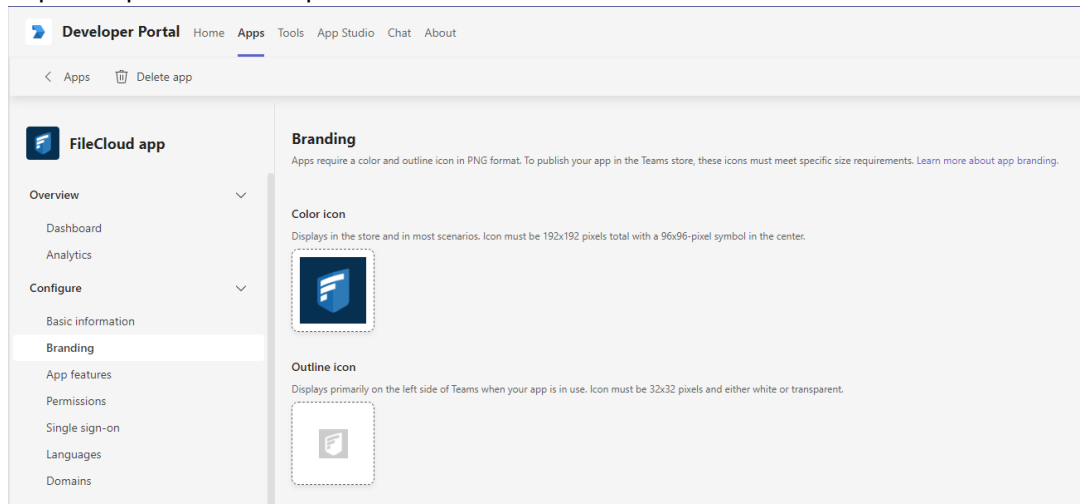 Developer Portal Home Apps Tools App Studio Chat About
Apps Delete app
FileCloud app
Overview
Dashboard
Analytics
Configure
Basic information
Branding
App features
Permissions
Single sign-on
Languages
Domains
Branding
Apps require a color and outline icon in PNG format. To publish your app in the Teams store, these icons must meet specific size requirements. Learn more about app branding.
Color icon
Displays in the store and in most scenarios. Icon must be 192x192 pixels total with a 96x96-pixel symbol in the center.
Outline icon
Displays primarily on the left side of Teams when your app is in use. Icon must be 32x32 pixels and either white or transparent.